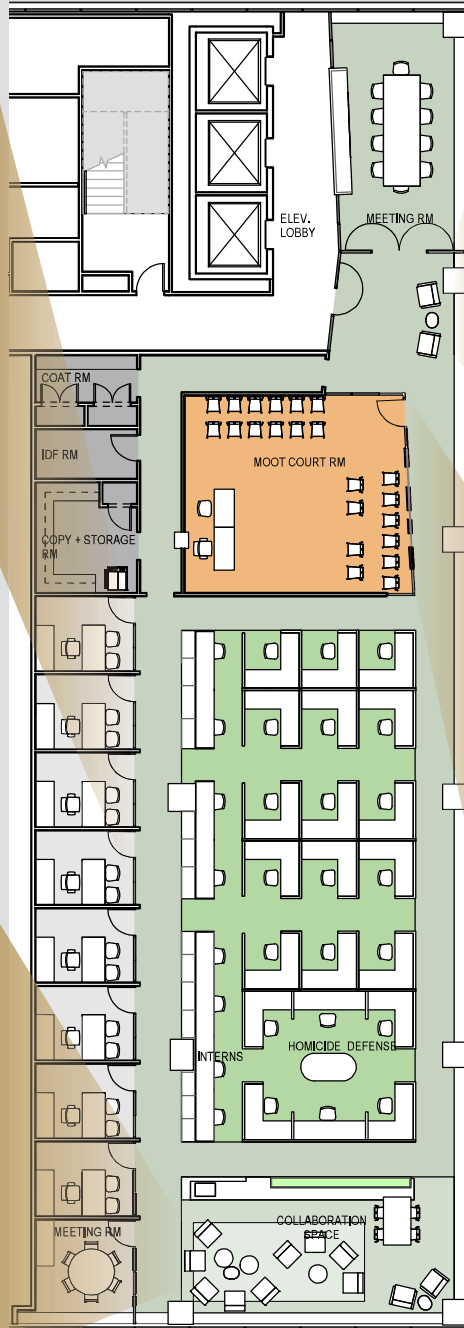 ELEV.
LOBBY
MEETING RM
COAT RM
IDF RM
MOOT COURT RM
COPY + STORAGE
RM
INTERNS
HOMICIDE DEFENSE
COLLABORATION
SPACE
MEETING RM